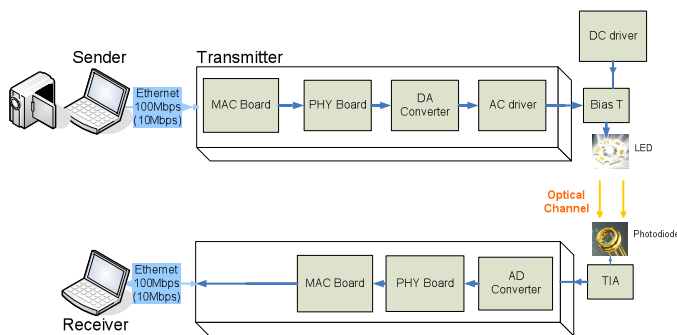 Sender
Transmitter
DC driver
Ethernet
100Mbps
(10Mbps)
MAC Board
PHY Board
DA
Converter
AC driver
Bias T
LED
Optical
Channel
Photodiode
Ethernet
100Mbps
(10Mbps)
MAC Board
PHY Board
AD
Converter
TIA
Receiver